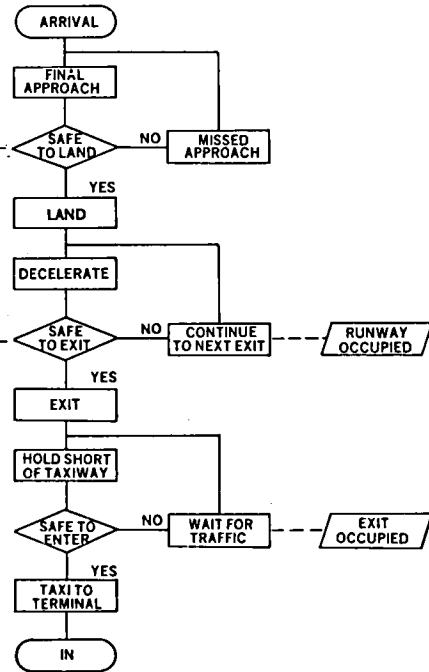 ARRIVAL
FINAL
APPROACH
SAFE
TO LAND
NO
MISSED
APPROACH
YES
LAND
DECELERATE
SAFE
TO EXIT
NO
CONTINUE
TO NEXT EXIT
RUNWAY
OCCUPIED
YES
EXIT
HOLD SHORT
OF TAXIWAY
SAFE TO
ENTER
NO
WAIT FOR
TRAFFIC
EXIT
OCCUPIED
YES
TAXI TO
TERMINAL
IN